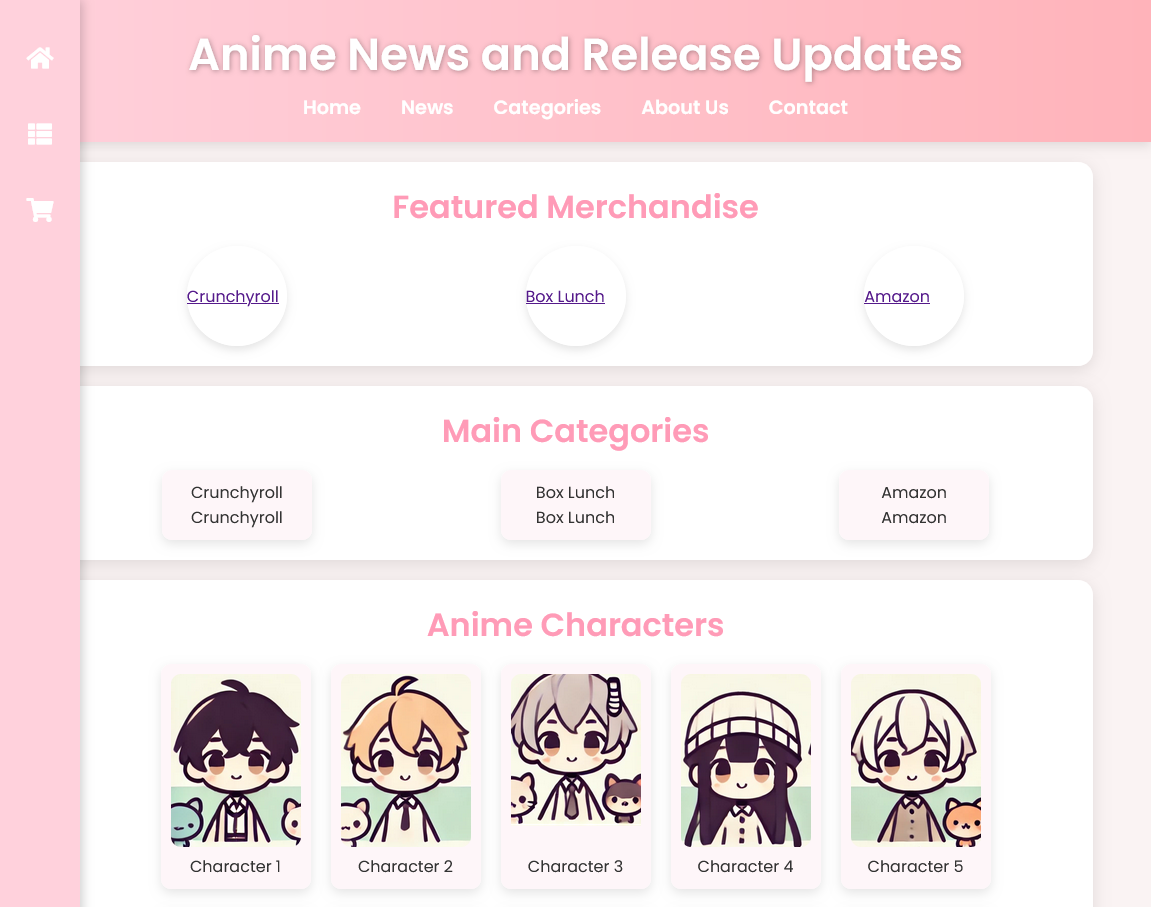 Anime News and Release Updates
Home News Categories About Us Contact
Featured Merchandise
Crunchyroll Box Lunch Amazon
Main Categories
Crunchyroll Box Lunch Amazon
Crunchyroll Box Lunch Amazon
Anime Characters
Character 1 Character 2 Character 3 Character 4 Character 5